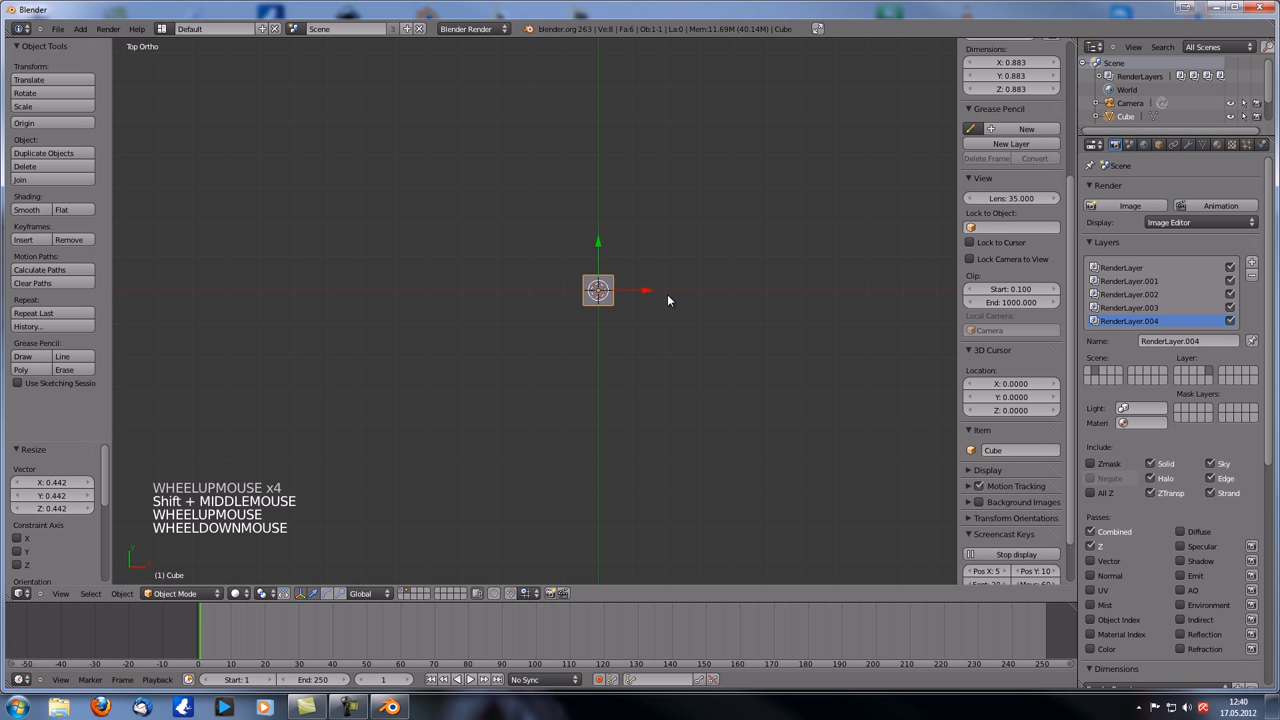 Blender
File Add Render Help Default Scene 3 Blender Render blender.org 263 | Ve:8 | Fa:6 | Ob:1-1 | La:0 | Mem:11.69M (40.14M) | Cube
View Search All Scenes
Object Tools
Transform:
Translate
Rotate
Scale
Origin
Object:
Duplicate Objects
Delete
Join
Shading:
Smooth Flat
Keyframes:
Insert Remove
Motion Paths:
Calculate Paths
Clear Paths
Repeat:
Repeat Last
History...
Grease Pencil:
Draw Line
Poly Erase
Use Sketching Sessio
Resize
Vector
X: 0.442
Y: 0.442
Z: 0.442
Constraint Axis
X
Y
Z
Orientation
Top Ortho
WHEELUPMOUSE x4
Shift + MIDDLEMOUSE
WHEELUPMOUSE
WHEELDOWNMOUSE
(1) Cube
Dimensions:
X: 0.883
Y: 0.883
Z: 0.883
Grease Pencil
New
New Layer
Delete Frame Convert
View
Lens: 35.000
Lock to Object:
Lock to Cursor
Lock Camera to View
Clip:
Start: 0.100
End: 1000.000
Local Camera:
Camera
3D Cursor
Location:
X: 0.0000
Y: 0.0000
Z: 0.0000
Item
Cube
Display
Motion Tracking
Background Images
Transform Orientations
Screencast Keys
Stop display
Pos X: 5 Pos Y: 10
Scene
RenderLayers
World
Camera
Cube
Scene
Render
Image Animation
Display: Image Editor
Layers
RenderLayer
RenderLayer.001
RenderLayer.002
RenderLayer.003
RenderLayer.004
Name: RenderLayer.004
Scene: Layer:
Mask Layers:
Light:
Materi
Include:
Zmask Solid Sky
Negate Halo Edge
All Z ZTransp Strand
Passes:
Combined Diffuse
Z Specular
Vector Shadow
Normal Emit
UV AO
Mist Environment
Object Index Indirect
Material Index Reflection
Color Refraction
Dimensions
View Select Object Object Mode Global
-50 -40 -30 -20 -10 0 10 20 30 40 50 60 70 80 90 100 110 120 130 140 150 160 170 180 190 200 210 220 230 240 250
View Marker Frame Playback Start: 1 End: 250 1 No Sync
12:40
17.05.2012